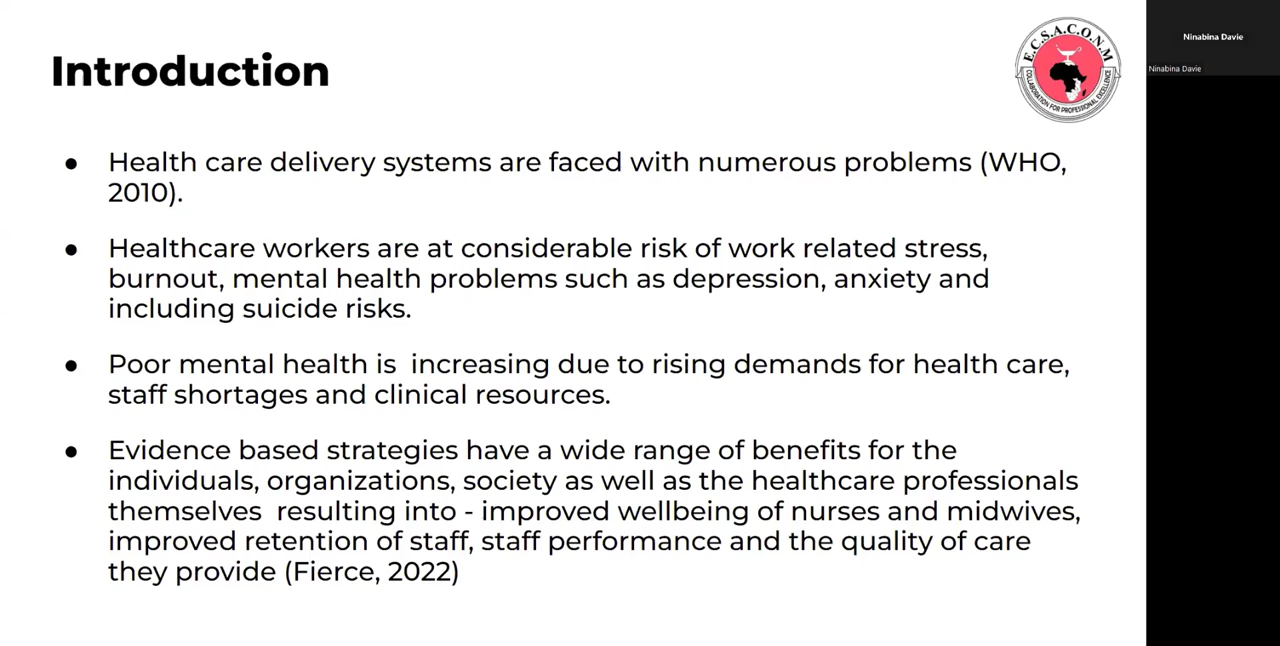 Introduction
E.C.S.A.C.O.N.M
COLLABORATION FOR PROFESSIONAL EXCELLENCE
Ninabina Davie
Ninabina Davie
● Health care delivery systems are faced with numerous problems (WHO,
2010).
● Healthcare workers are at considerable risk of work related stress,
burnout, mental health problems such as depression, anxiety and
including suicide risks.
● Poor mental health is  increasing due to rising demands for health care,
staff shortages and clinical resources.
● Evidence based strategies have a wide range of benefits for the
individuals, organizations, society as well as the healthcare professionals
themselves  resulting into - improved wellbeing of nurses and midwives,
improved retention of staff, staff performance and the quality of care
they provide (Fierce, 2022)